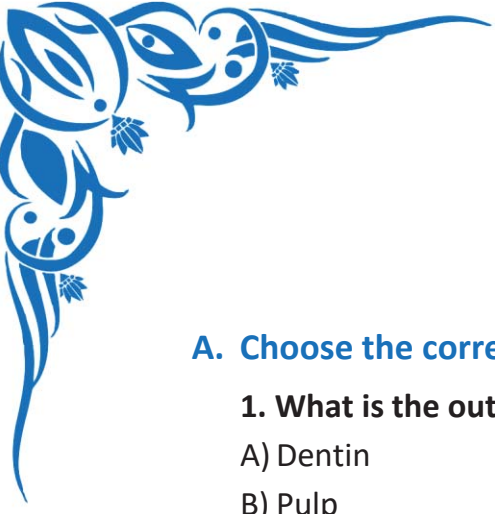 A. Choose the corre
1. What is the out
A) Dentin
B) Pulp